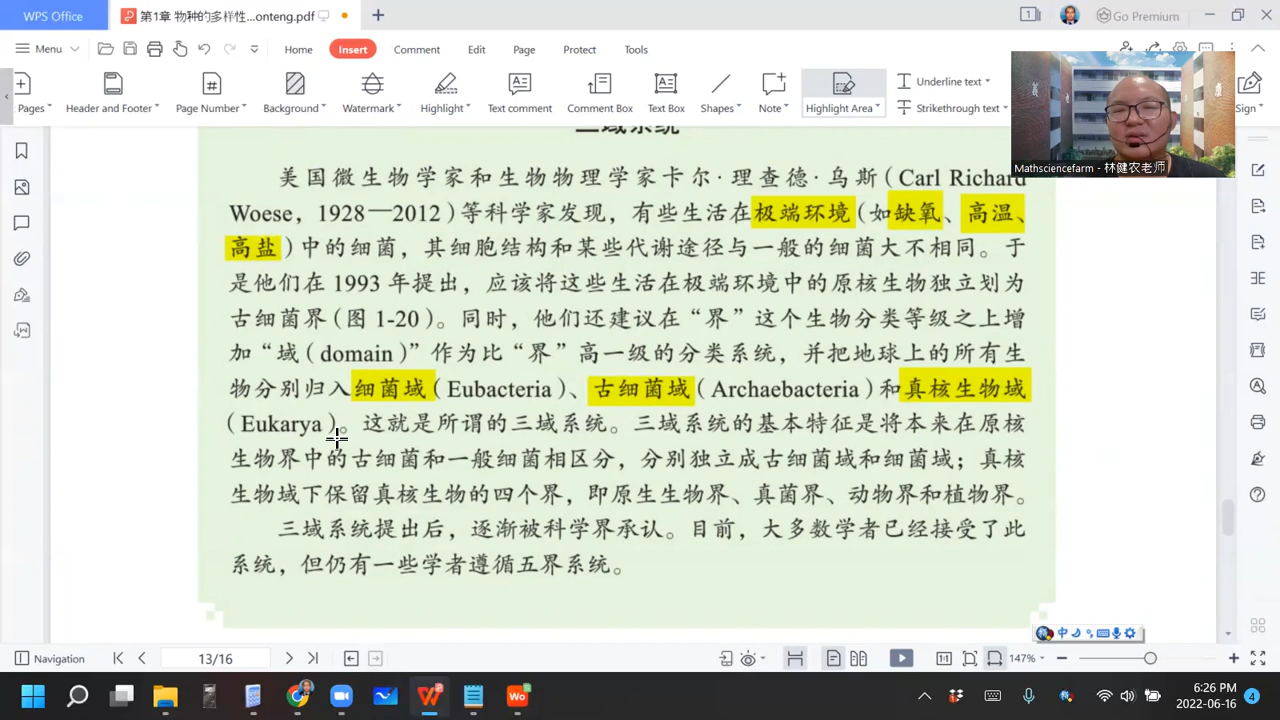 WPS Office
第1章 物种的多样性...onteng.pdf
1
Go Premium
Menu
Home
Insert
Comment
Edit
Page
Protect
Tools
Pages
Header and Footer
Page Number
Background
Watermark
Highlight
Text comment
Comment Box
Text Box
Shapes
Note
Highlight Area
Underline text
Strikethrough text
Sign
Mathsciencefarm - 林健农老师
三域系统
美国微生物学家和生物物理学家卡尔·理查德·乌斯(Carl Richard
Woese, 1928—2012)等科学家发现，有些生活在极端环境(如缺氧、高温、
高盐)中的细菌，其细胞结构和某些代谢途径与一般的细菌大不相同。于
是他们在 1993 年提出，应该将这些生活在极端环境中的原核生物独立划为
古细菌界(图 1-20)。同时，他们还建议在“界”这个生物分类等级之上增
加“域(domain)”作为比“界”高一级的分类系统，并把地球上的所有生
物分别归入细菌域(Eubacteria)、古细菌域(Archaebacteria)和真核生物域
(Eukarya)。这就是所谓的三域系统。三域系统的基本特征是将本来在原核
生物界中的古细菌和一般细菌相区分，分别独立成古细菌域和细菌域；真核
生物域下保留真核生物的四个界，即原生生物界、真菌界、动物界和植物界。
三域系统提出后，逐渐被科学界承认。目前，大多数学者已经接受了此
系统，但仍有一些学者遵循五界系统。
中
Navigation
13/16
147%
6:26 PM
2022-06-16
4